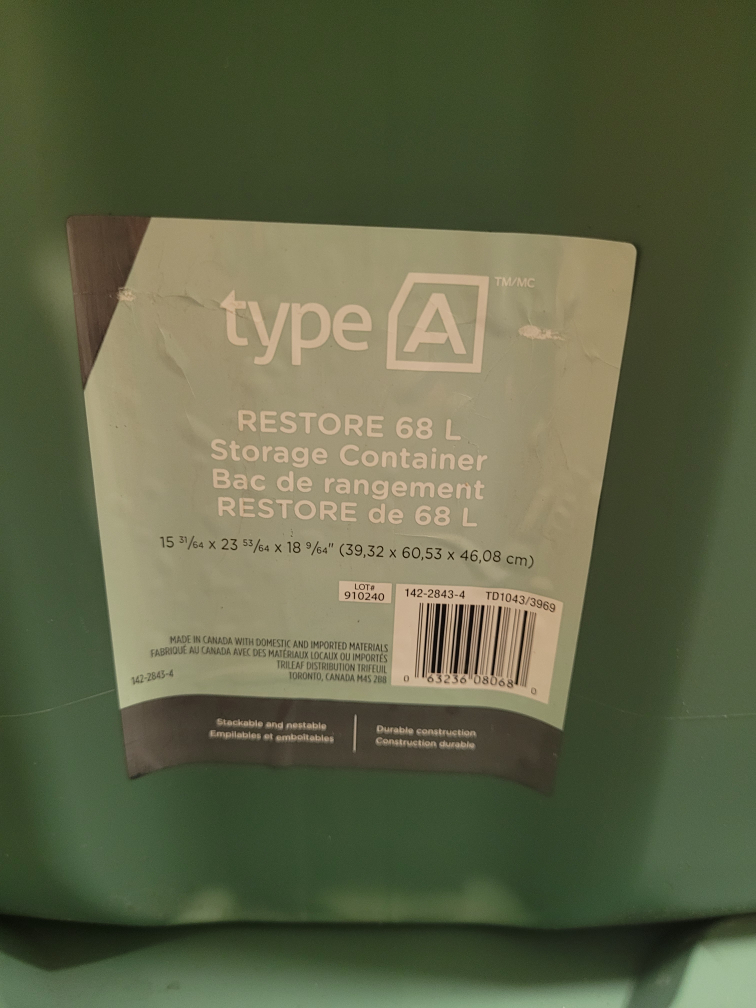 type A TM/MC
RESTORE 68 L
Storage Container
Bac de rangement
RESTORE de 68 L
15 31/64 x 23 53/64 x 18 9/64" (39,32 x 60,53 x 46,08 cm)
LOT#
910240
142-2843-4 TD1043/3969
0 63236 08068 0
MADE IN CANADA WITH DOMESTIC AND IMPORTED MATERIALS
FABRIQUÉ AU CANADA AVEC DES MATÉRIAUX LOCAUX OU IMPORTÉS
TRILEAF DISTRIBUTION TRIFEUIL
TORONTO, CANADA M4S 2B8
142-2843-4
Stackable and nestable
Empilables et emboîtables
Durable construction
Construction durable